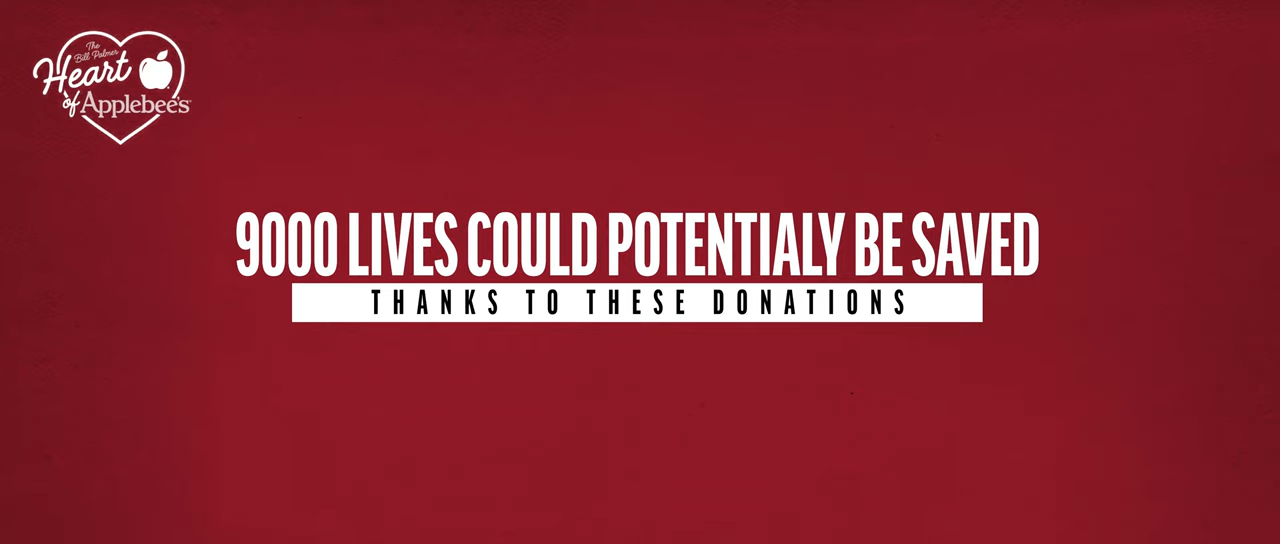 The
Bill Palmer
Heart
of Applebee's
9000 LIVES COULD POTENTIALY BE SAVED
THANKS TO THESE DONATIONS